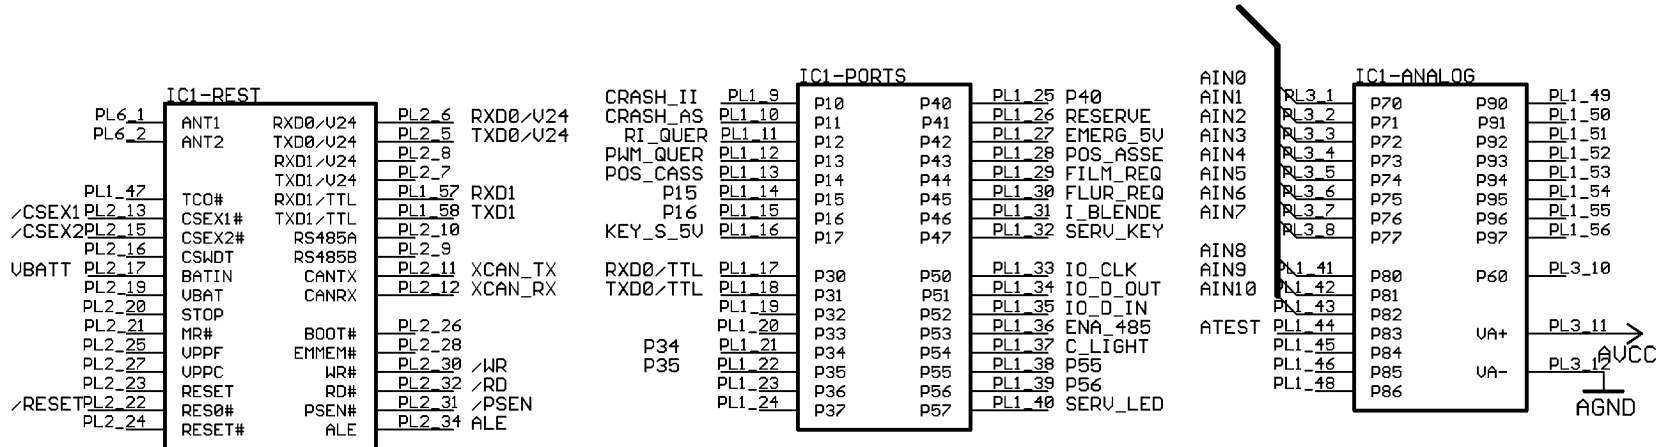 IC1-REST
PL6_1 ANT1 RXD0/V24 PL2_6 RXD0/V24
PL6_2 ANT2 TXD0/V24 PL2_5 TXD0/V24
RXD1/V24 PL2_8
TXD1/V24 PL2_7
PL1_47 TCO# RXD1/TTL PL1_57 RXD1
/CSEX1 PL2_13 CSEX1# TXD1/TTL PL1_58 TXD1
/CSEX2 PL2_15 CSEX2# RS485A PL2_10
PL2_16 CSWDT RS485B PL2_9
VBATT PL2_17 BATIN CANTX PL2_11 XCAN_TX
PL2_19 VBAT CANRX PL2_12 XCAN_RX
PL2_20 STOP
PL2_21 MR# BOOT# PL2_26
PL2_25 VPPF EMMEM# PL2_28
PL2_27 VPPC WR# PL2_30 /WR
PL2_23 RESET RD# PL2_32 /RD
/RESET PL2_22 RES0# PSEN# PL2_31 /PSEN
PL2_24 RESET# ALE PL2_34 ALE
IC1-PORTS
CRASH_II PL1_9 P10 P40 PL1_25 P40
CRASH_AS PL1_10 P11 P41 PL1_26 RESERVE
RI_QUER PL1_11 P12 P42 PL1_27 EMERG_5V
PWM_QUER PL1_12 P13 P43 PL1_28 POS_ASSE
POS_CASS PL1_13 P14 P44 PL1_29 FILM_REQ
P15 PL1_14 P15 P45 PL1_30 FLUR_REQ
P16 PL1_15 P16 P46 PL1_31 I_BLENDE
KEY_S_5V PL1_16 P17 P47 PL1_32 SERV_KEY
RXD0/TTL PL1_17 P30 P50 PL1_33 IO_CLK
TXD0/TTL PL1_18 P31 P51 PL1_34 IO_D_OUT
PL1_19 P32 P52 PL1_35 IO_D_IN
PL1_20 P33 P53 PL1_36 ENA_485
P34 PL1_21 P34 P54 PL1_37 C_LIGHT
P35 PL1_22 P35 P55 PL1_38 P55
PL1_23 P36 P56 PL1_39 P56
PL1_24 P37 P57 PL1_40 SERV_LED
IC1-ANALOG
AIN0
AIN1 PL3_1 P70 P90 PL1_49
AIN2 PL3_2 P71 P91 PL1_50
AIN3 PL3_3 P72 P92 PL1_51
AIN4 PL3_4 P73 P93 PL1_52
AIN5 PL3_5 P74 P94 PL1_53
AIN6 PL3_6 P75 P95 PL1_54
AIN7 PL3_7 P76 P96 PL1_55
PL3_8 P77 P97 PL1_56
AIN8
AIN9 PL1_41 P80 P60 PL3_10
AIN10 PL1_42 P81
PL1_43 P82
ATEST PL1_44 P83 VA+ PL3_11
PL1_45 P84 AVCC
PL1_46 P85 VA- PL3_12
PL1_48 P86
AGND